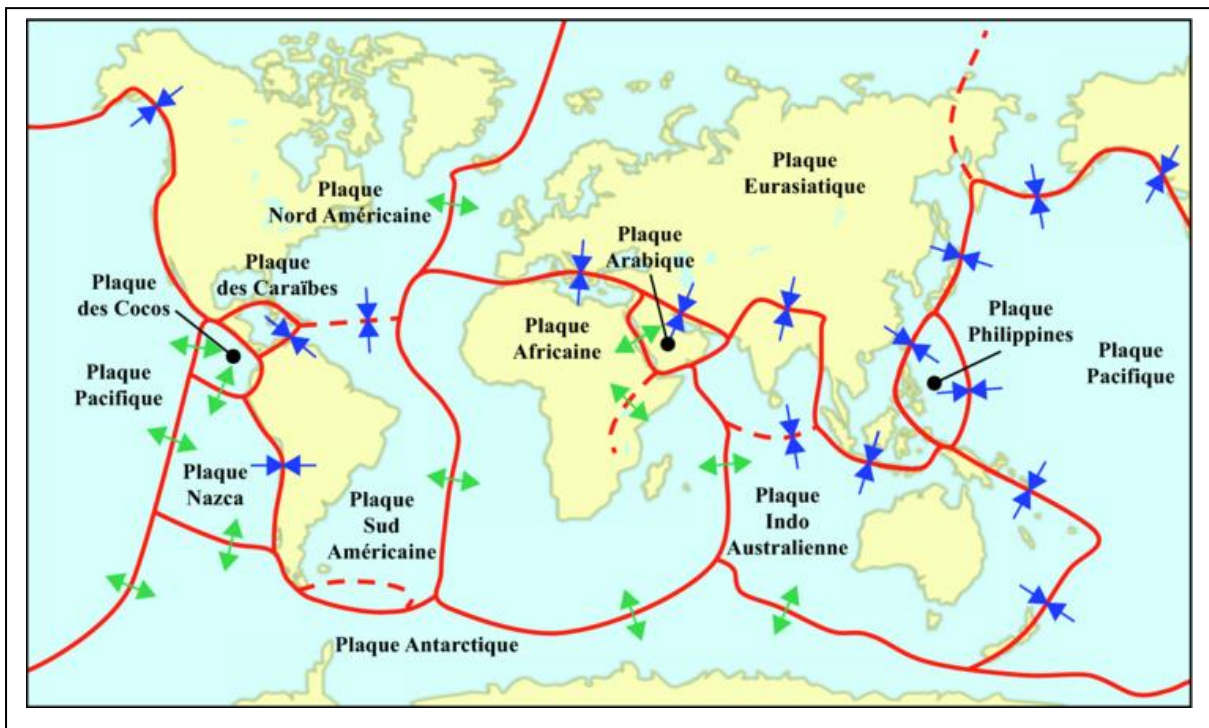 Plaque
Nord Américaine
Plaque
Eurasiatique
Plaque
Arabique
Plaque
des Caraïbes
Plaque
des Cocos
Plaque
Africaine
Plaque
Philippines
Plaque
Pacifique
Plaque
Pacifique
Plaque
Nazca
Plaque
Sud
Américaine
Plaque
Indo
Australienne
Plaque Antarctique